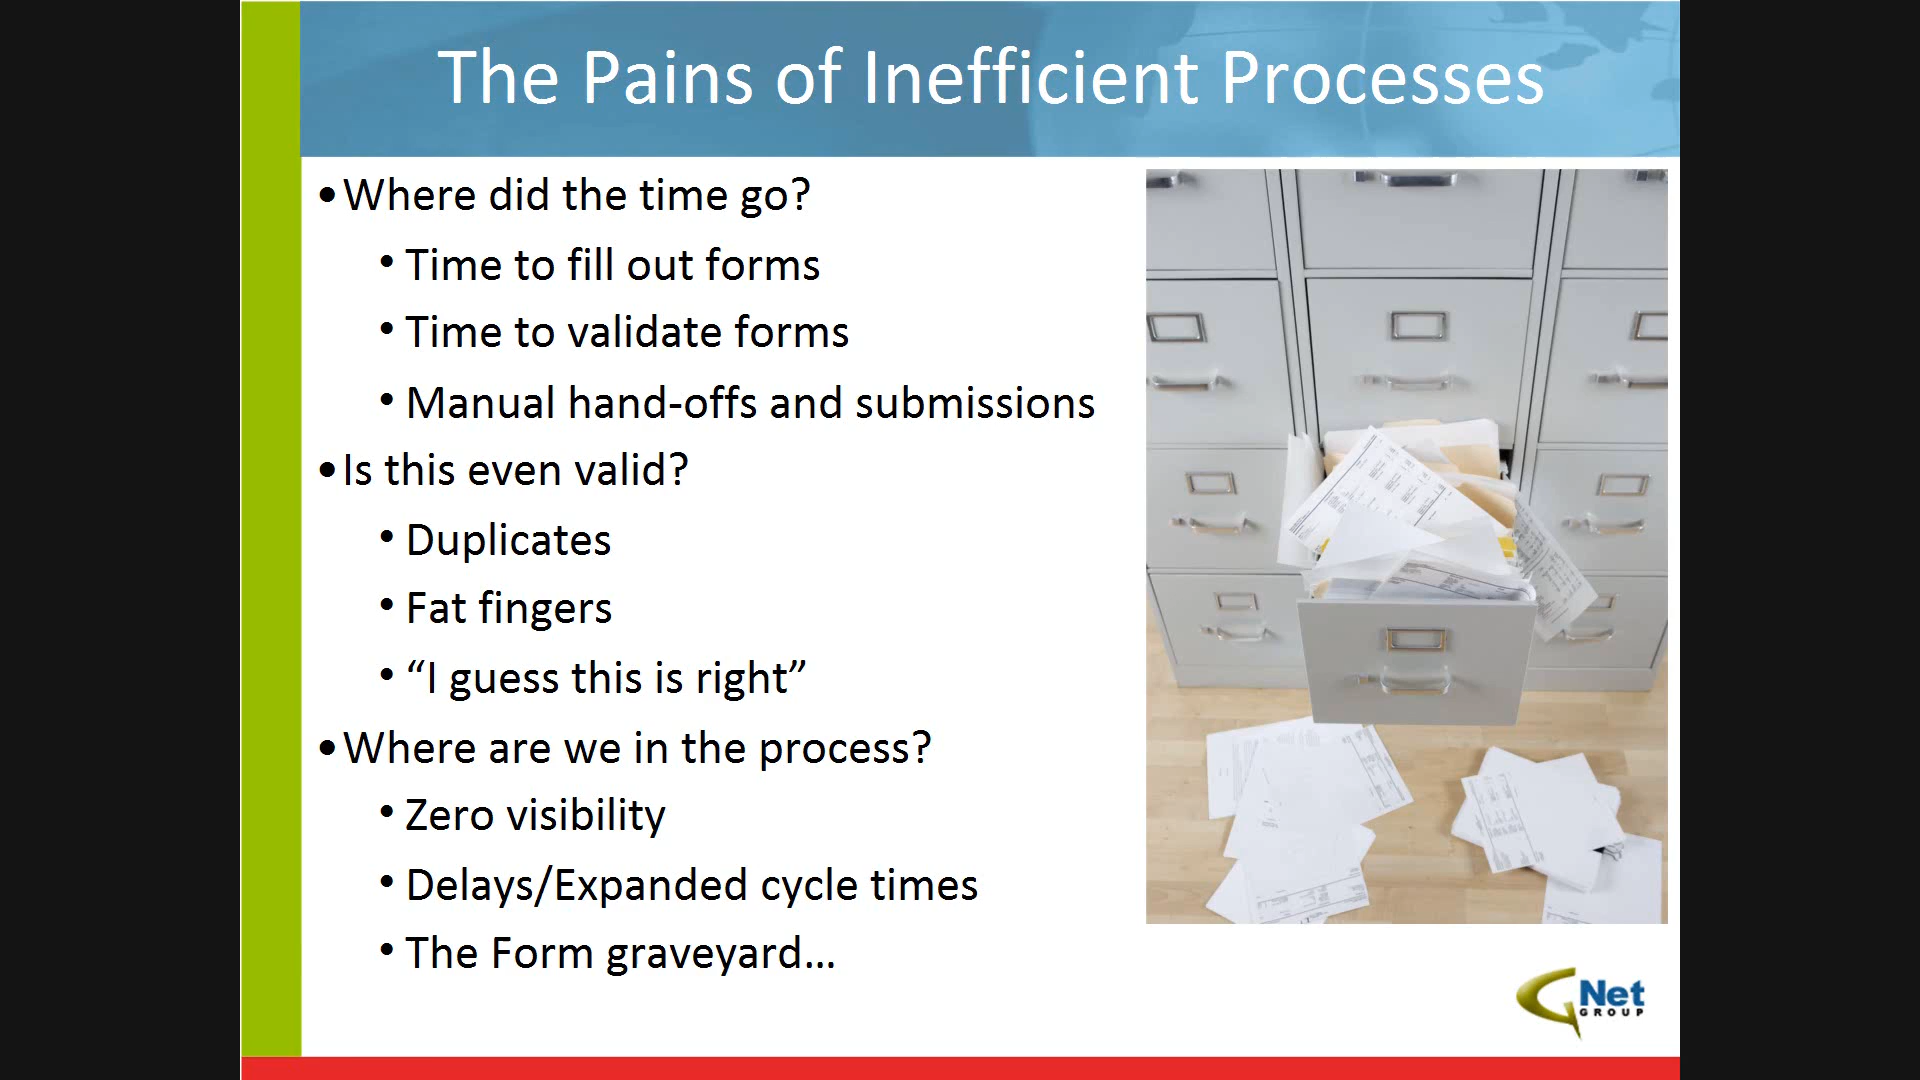 The Pains of Inefficient Processes
•Where did the time go?
• Time to fill out forms
• Time to validate forms
• Manual hand-offs and submissions
•Is this even valid?
• Duplicates
• Fat fingers
• “I guess this is right”
•Where are we in the process?
• Zero visibility
• Delays/Expanded cycle times
• The Form graveyard…
Net
GROUP